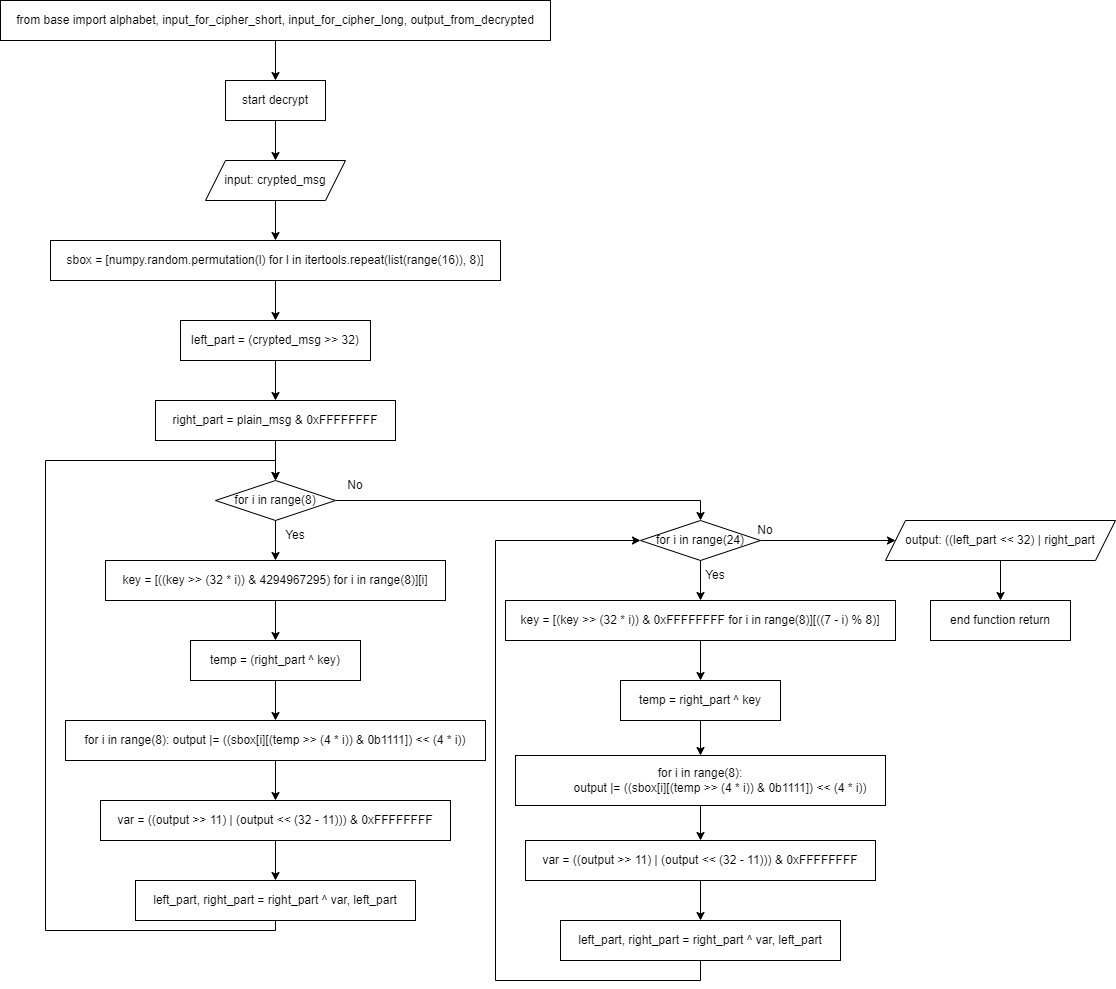 from base import alphabet, input_for_cipher_short, input_for_cipher_long, output_from_decrypted
start decrypt
input: crypted_msg
sbox = [numpy.random.permutation(l) for l in itertools.repeat(list(range(16)), 8)]
left_part = (crypted_msg >> 32)
right_part = plain_msg & 0xFFFFFFFF
for i in range(8)
No
Yes
key = [((key >> (32 * i)) & 4294967295) for i in range(8)][i]
temp = (right_part ^ key)
for i in range(8): output |= ((sbox[i][(temp >> (4 * i)) & 0b1111]) << (4 * i))
var = ((output >> 11) | (output << (32 - 11))) & 0xFFFFFFFF
left_part, right_part = right_part ^ var, left_part
for i in range(24)
No
Yes
key = [(key >> (32 * i)) & 0xFFFFFFFF for i in range(8)][((7 - i) % 8)]
temp = right_part ^ key
for i in range(8):
output |= ((sbox[i][(temp >> (4 * i)) & 0b1111]) << (4 * i))
var = ((output >> 11) | (output << (32 - 11))) & 0xFFFFFFFF
left_part, right_part = right_part ^ var, left_part
output: ((left_part << 32) | right_part
end function return